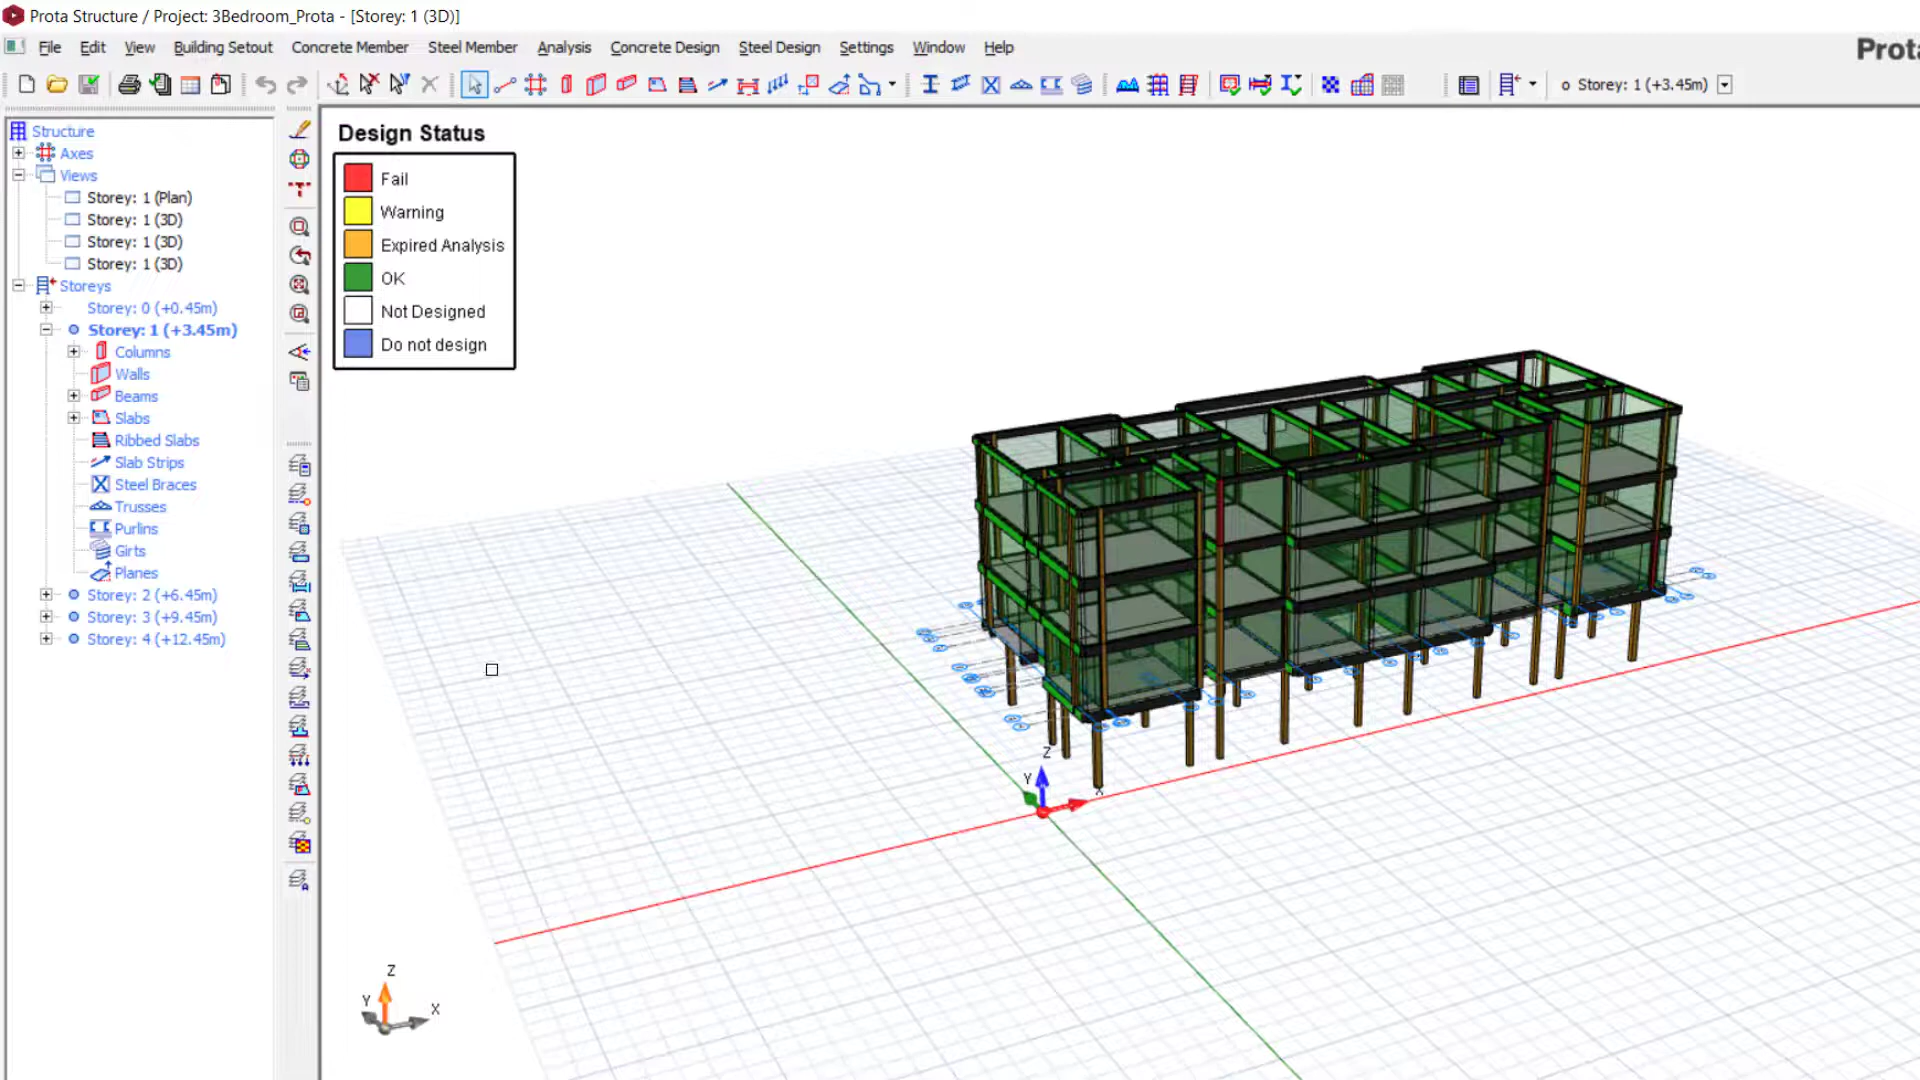 Prota Structure / Project: 3Bedroom_Prota - [Storey: 1 (3D)]
File Edit View Building Setout Concrete Member Steel Member Analysis Concrete Design Steel Design Settings Window Help
Prota
o Storey: 1 (+3.45m)
Structure
Axes
Views
Storey: 1 (Plan)
Storey: 1 (3D)
Storey: 1 (3D)
Storey: 1 (3D)
Storeys
Storey: 0 (+0.45m)
Storey: 1 (+3.45m)
Columns
Walls
Beams
Slabs
Ribbed Slabs
Slab Strips
Steel Braces
Trusses
Purlins
Girts
Planes
Storey: 2 (+6.45m)
Storey: 3 (+9.45m)
Storey: 4 (+12.45m)
Design Status
Fail
Warning
Expired Analysis
OK
Not Designed
Do not design
Z
Y
X
Z
Y
X